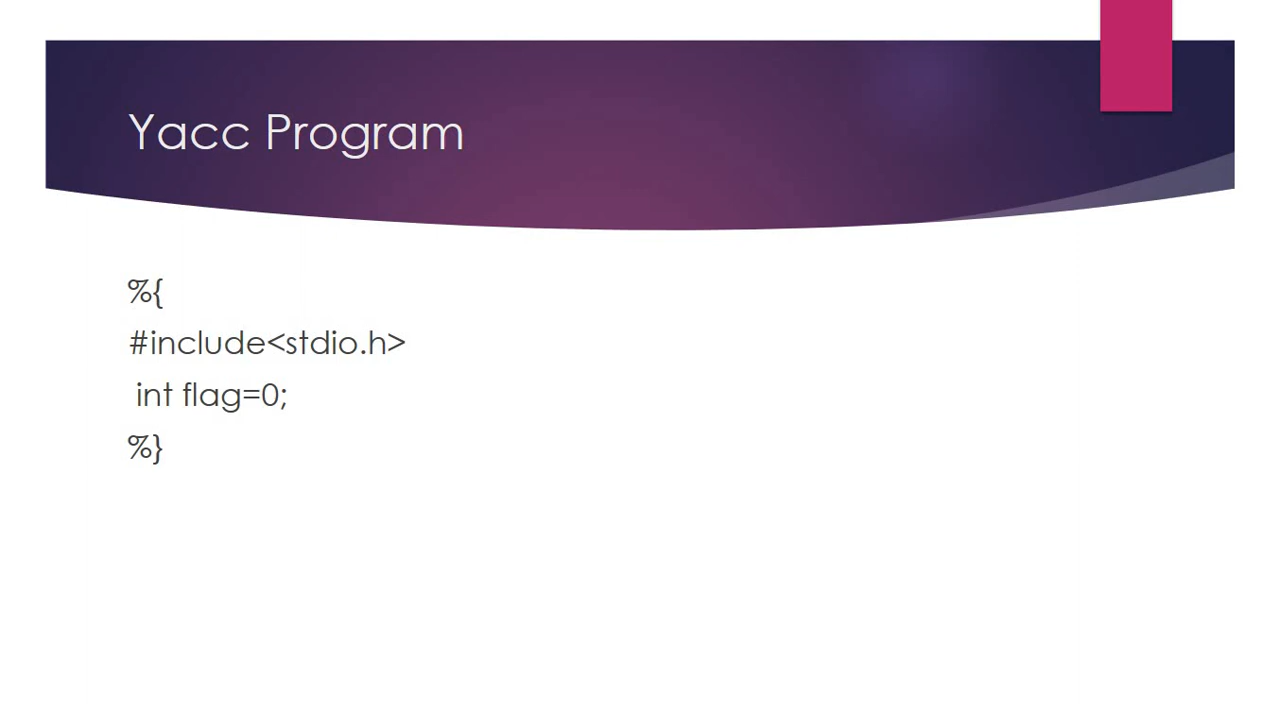 Yacc Program
%{
#include<stdio.h>
int flag=0;
%}